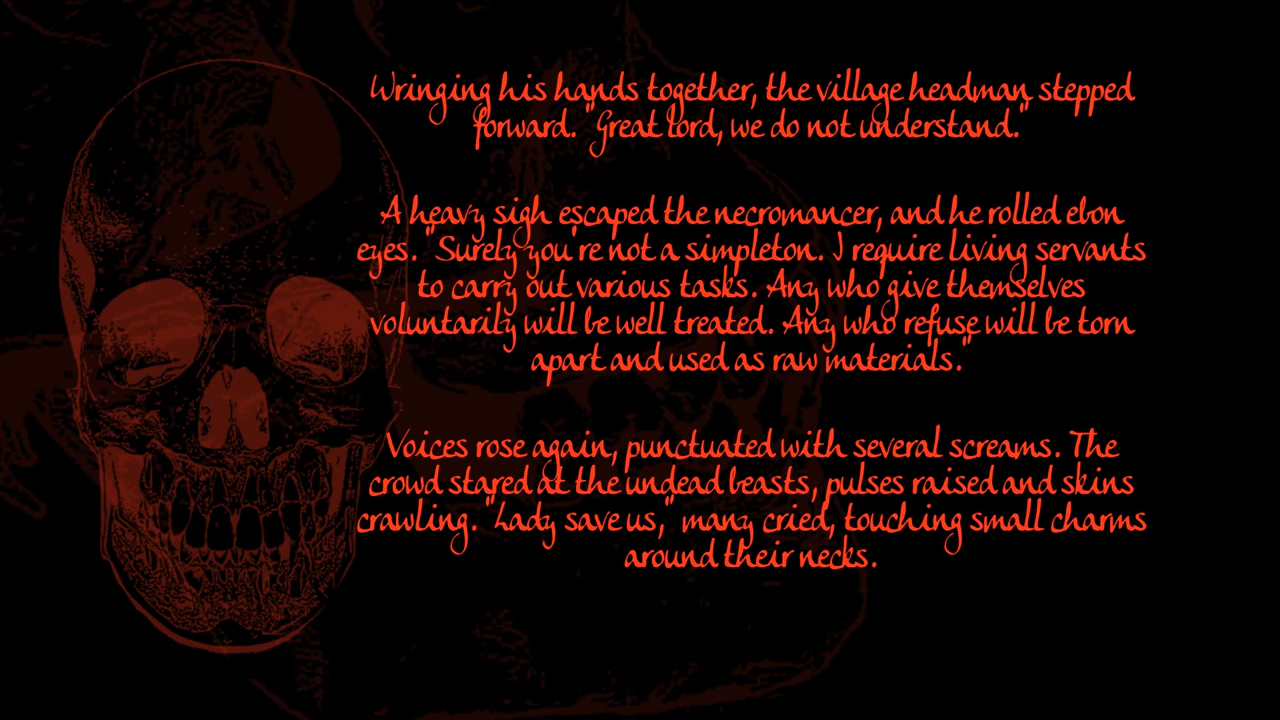 Wringing his hands together, the village headman stepped
forward. "Great lord, we do not understand."
A heavy sigh escaped the necromancer, and he rolled ebon
eyes. "Surely you're not a simpleton. I require living servants
to carry out various tasks. Any who give themselves
voluntarily will be well treated. Any who refuse will be torn
apart and used as raw materials."
Voices rose again, punctuated with several screams. The
crowd stared at the undead beasts, pulses raised and skins
crawling. "Lady save us," many cried, touching small charms
around their necks.